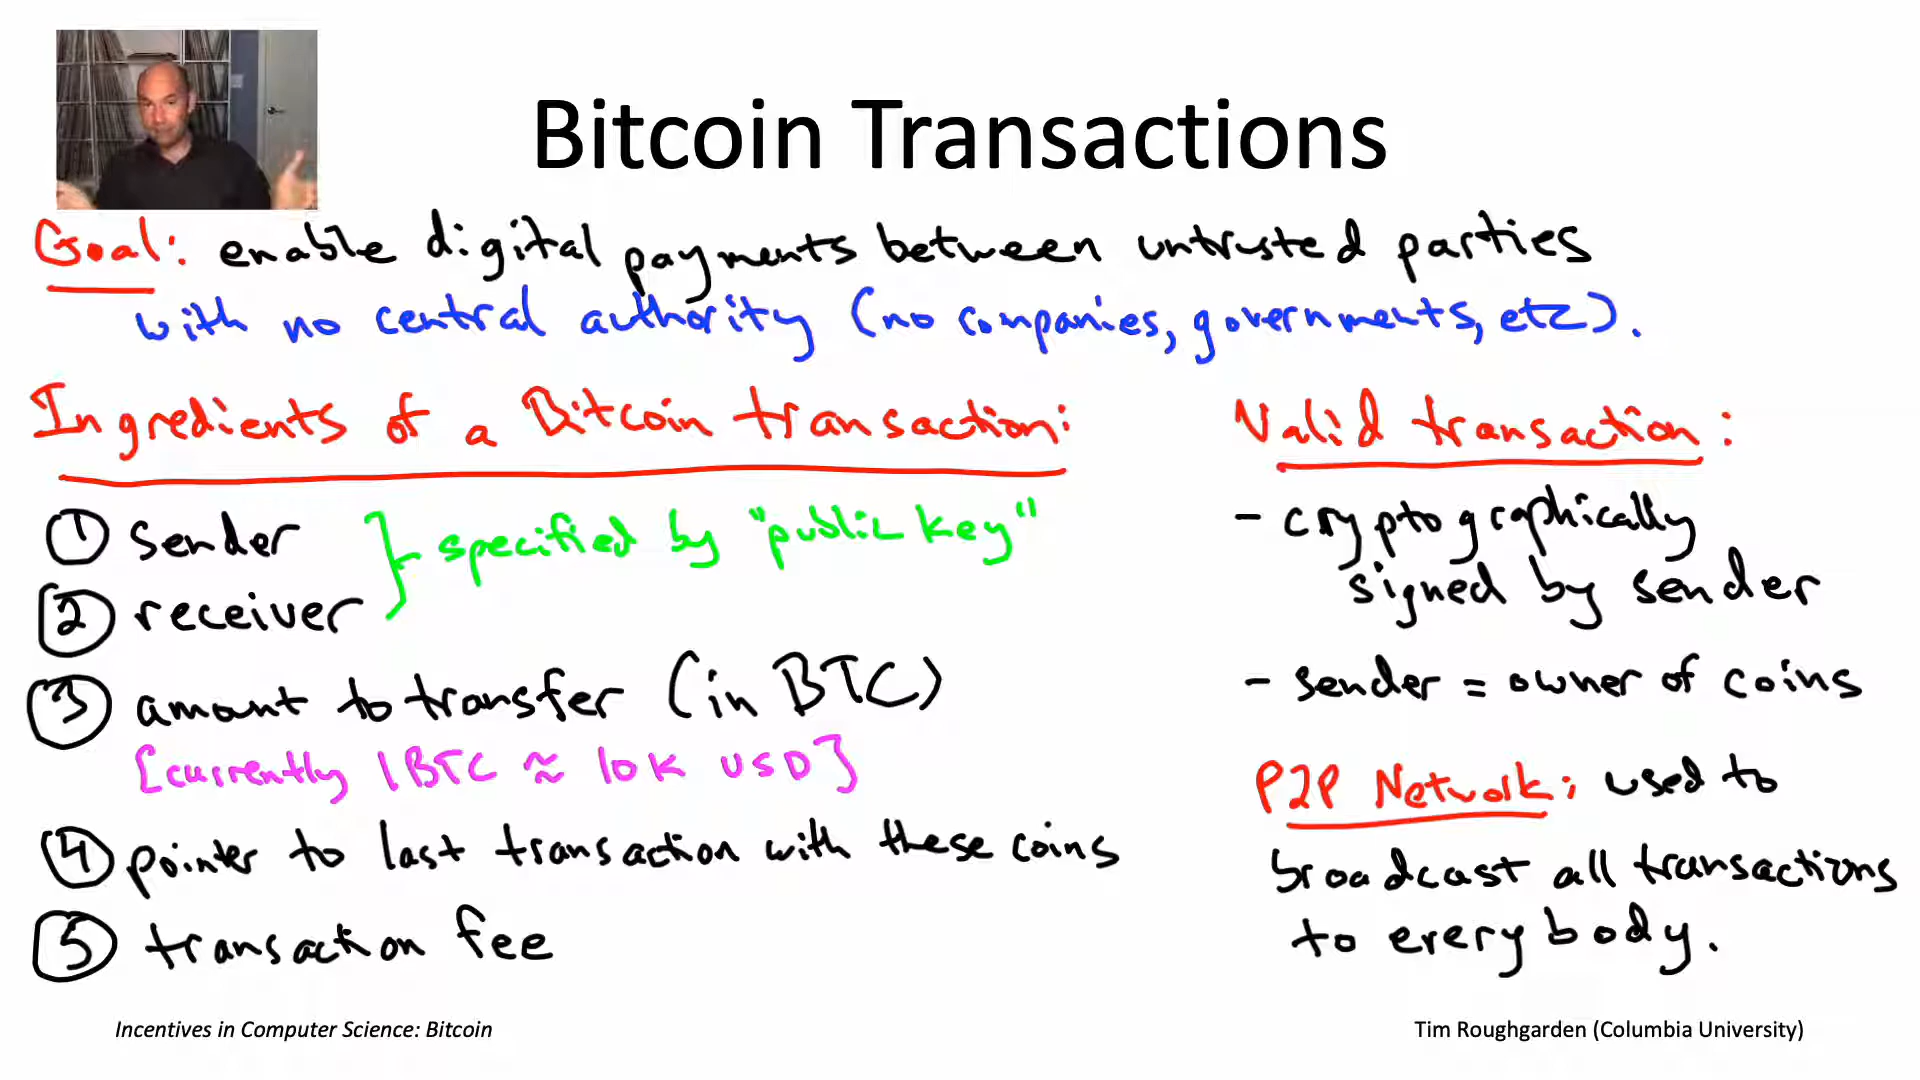 Bitcoin Transactions
Goal: enable digital payments between untrusted parties
with no central authority (no companies, governments, etc).
Ingredients of a Bitcoin transaction:
① sender } specified by "public key"
② receiver
③ amount to transfer (in BTC)
[currently 1BTC ≈ 10K USD]
④ pointer to last transaction with these coins
⑤ transaction fee
Valid transaction:
- cryptographically
signed by sender
- sender = owner of coins
P2P Network: used to
broadcast all transactions
to everybody.
Incentives in Computer Science: Bitcoin
Tim Roughgarden (Columbia University)